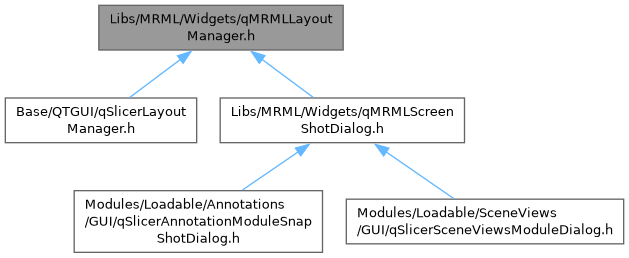 Libs/MRML/Widgets/qMRMLLayout
Manager.h
Base/QTGUI/qSlicerLayout
Manager.h
Libs/MRML/Widgets/qMRMLScreen
ShotDialog.h
Modules/Loadable/Annotations
/GUI/qSlicerAnnotationModuleSnap
ShotDialog.h
Modules/Loadable/SceneViews
/GUI/qSlicerSceneViewsModuleDialog.h